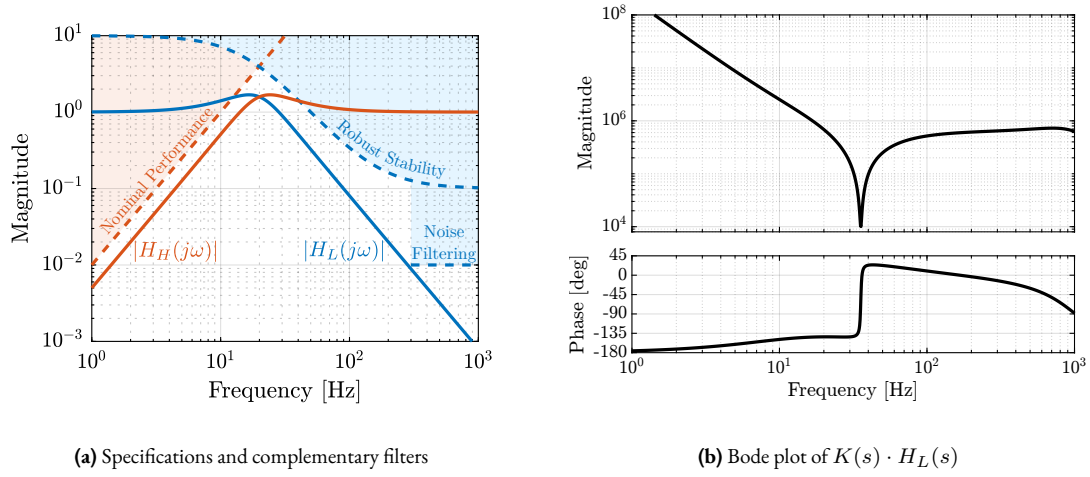 10^1
10^0
10^-1
10^-2
10^-3
Magnitude
Nominal Performance
Robust Stability
Noise
Filtering
|H_H(jω)|
|H_L(jω)|
10^0
10^1
10^2
10^3
Frequency [Hz]
(a) Specifications and complementary filters
10^8
10^6
10^4
Magnitude
45
0
-45
-90
-135
-180
Phase [deg]
10^0
10^1
10^2
10^3
Frequency [Hz]
(b) Bode plot of K(s) · H_L(s)